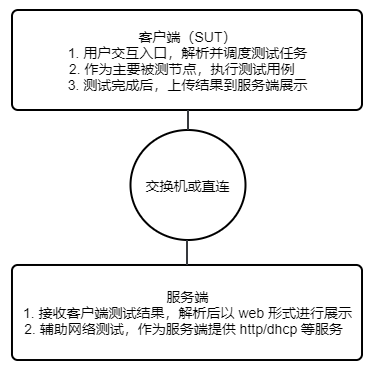 客户端（SUT）
1. 用户交互入口，解析并调度测试任务
2. 作为主要被测节点，执行测试用例
3. 测试完成后，上传结果到服务端展示
交换机或直连
服务端
1. 接收客户端测试结果，解析后以 web 形式进行展示
2. 辅助网络测试，作为服务端提供 http/dhcp 等服务